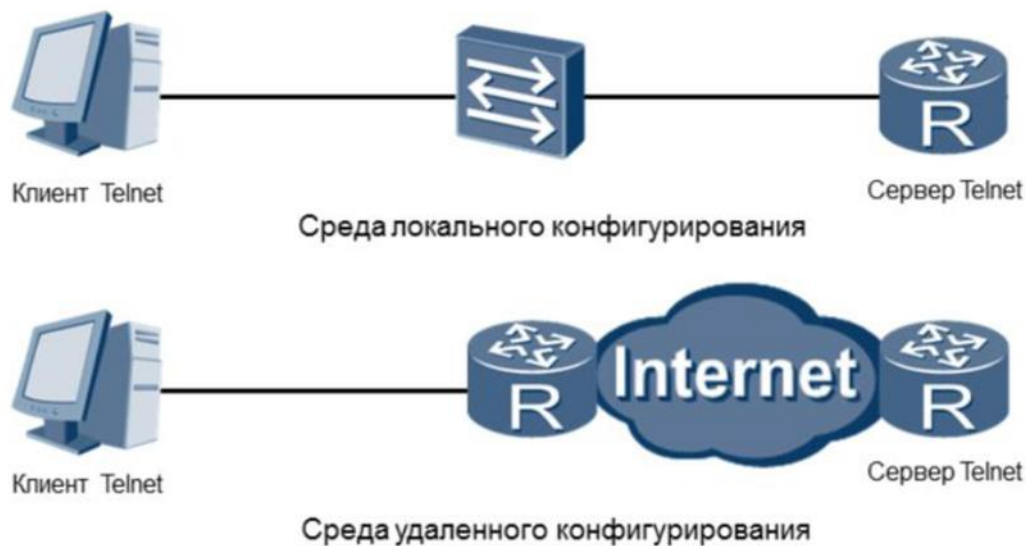 R
Клиент Telnet
Сервер Telnet
Среда локального конфигурирования
R
Internet
R
Клиент Telnet
Сервер Telnet
Среда удаленного конфигурирования